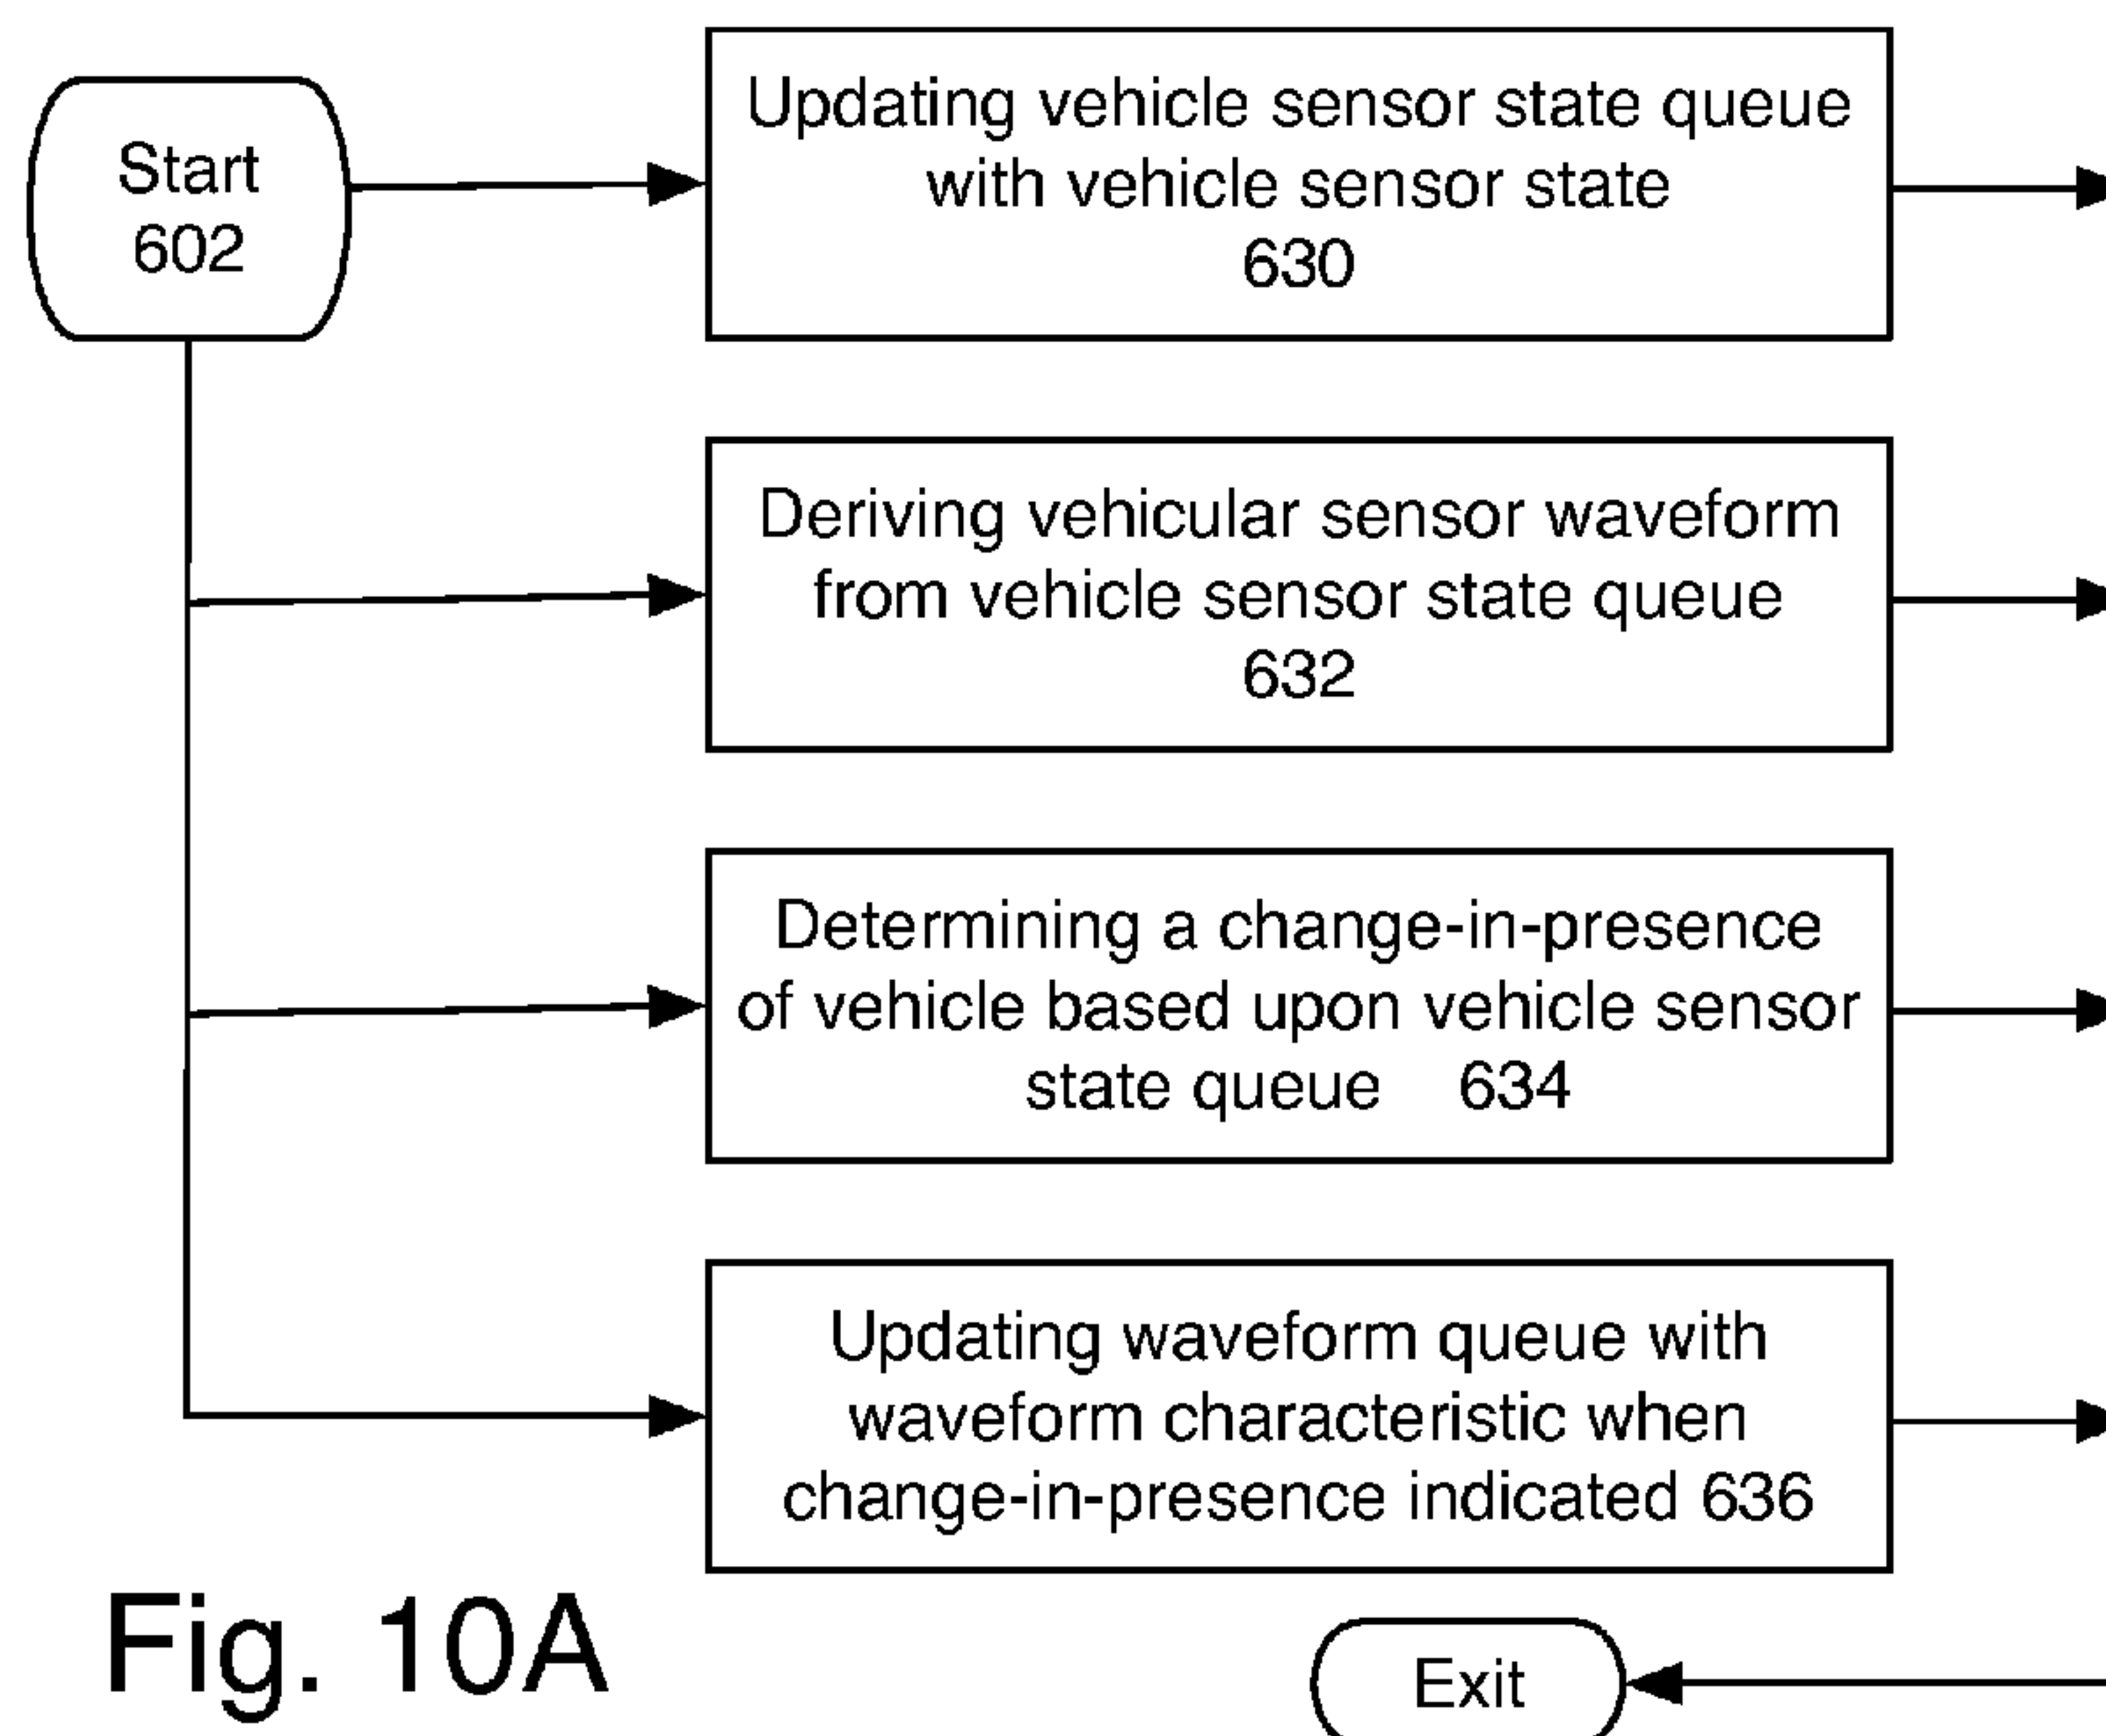 Start
602
Updating vehicle sensor state queue
with vehicle sensor state
630
Deriving vehicular sensor waveform
from vehicle sensor state queue
632
Determining a change-in-presence
of vehicle based upon vehicle sensor
state queue 634
Updating waveform queue with
waveform characteristic when
change-in-presence indicated 636
Fig. 10A
Exit